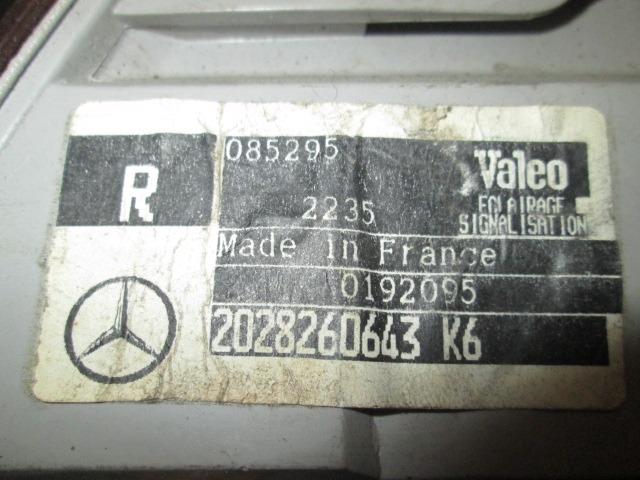 R
085295
Valeo
2235
ECLAIRAGE
SIGNALISATION
Made in France
0192095
2028260643 K6